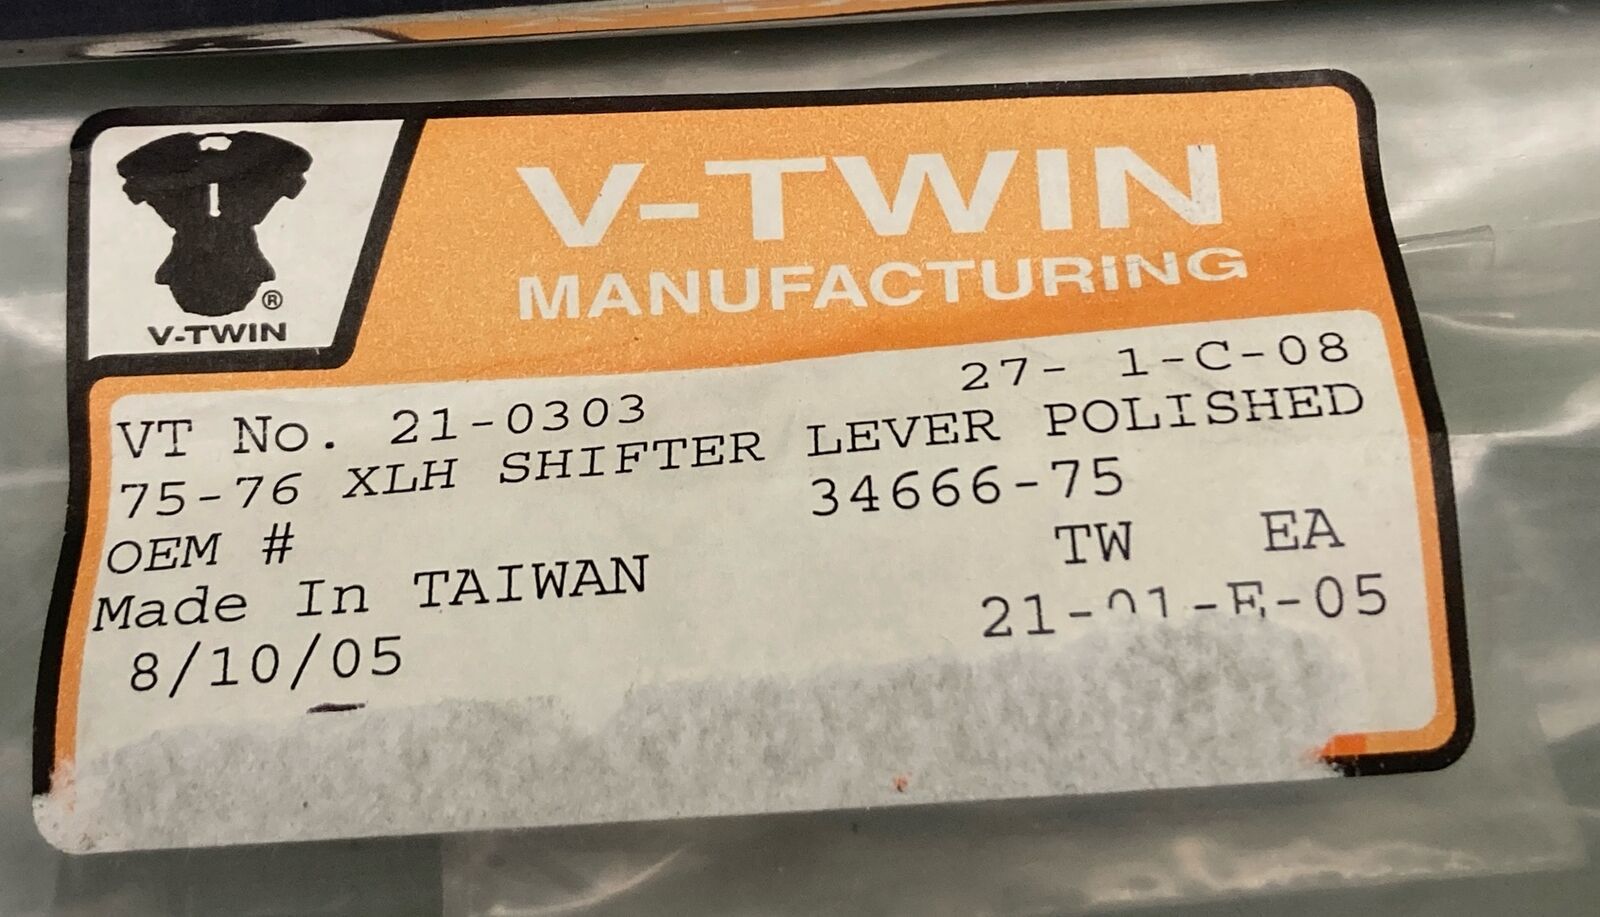 V-TWIN
MANUFACTURING
®
V-TWIN
27- 1-C-08
VT No. 21-0303
75-76 XLH SHIFTER LEVER POLISHED
OEM # 34666-75
Made In TAIWAN TW EA
8/10/05 21-01-E-05